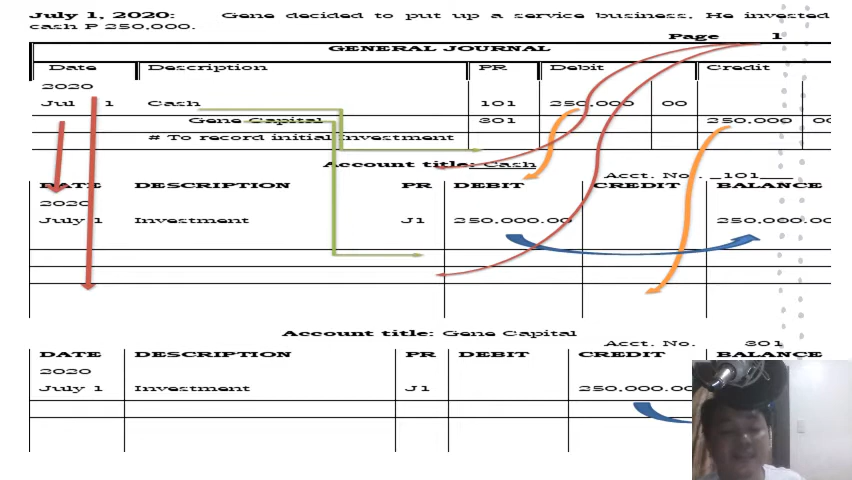 July 1, 2020: Gene decided to put up a service business. He invested
cash P 250,000.
Page 1
GENERAL JOURNAL
Date Description PR Debit Credit
2020
Jul 1 Cash 101 250,000 00
Gene Capital 301 250,000 00
# To record initial Investment
Account title: Cash
Acct. No. _101___
DATE DESCRIPTION PR DEBIT CREDIT BALANCE
2020
July 1 Investment J1 250,000.00 250,000.00
Account title: Gene Capital
Acct. No. 301
DATE DESCRIPTION PR DEBIT CREDIT BALANCE
2020
July 1 Investment J1 250,000.00